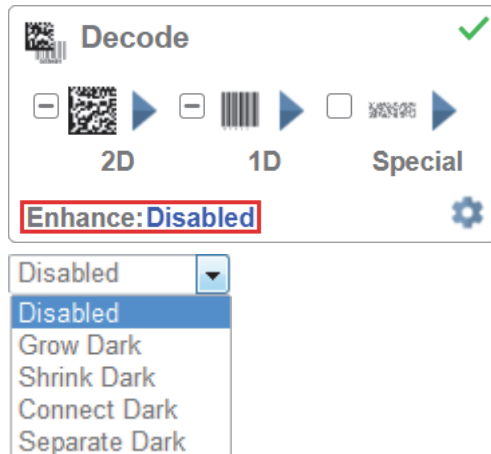 Decode
2D 1D Special
Enhance:Disabled
Disabled
Disabled
Grow Dark
Shrink Dark
Connect Dark
Separate Dark